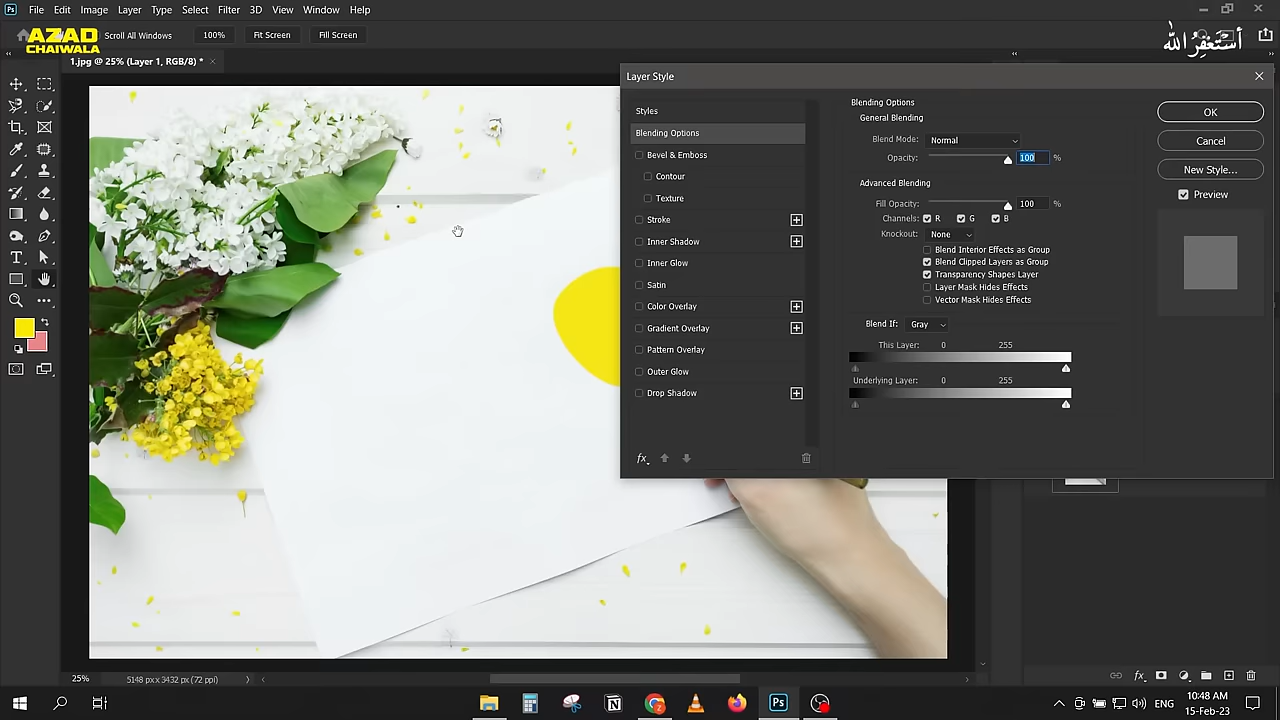 Ps File Edit Image Layer Type Select Filter 3D View Window Help
AZAD
CHAIWALA
Scroll All Windows 100% Fit Screen Fill Screen
أستغفر الله
1.jpg @ 25% (Layer 1, RGB/8) *
Layer Style
Styles
Blending Options
Bevel & Emboss
Contour
Texture
Stroke
Inner Shadow
Inner Glow
Satin
Color Overlay
Gradient Overlay
Pattern Overlay
Outer Glow
Drop Shadow
fx
Blending Options
General Blending
Blend Mode: Normal
Opacity: 100 %
Advanced Blending
Fill Opacity: 100 %
Channels: R G B
Knockout: None
Blend Interior Effects as Group
Blend Clipped Layers as Group
Transparency Shapes Layer
Layer Mask Hides Effects
Vector Mask Hides Effects
Blend If: Gray
This Layer: 0 255
Underlying Layer: 0 255
OK
Cancel
New Style...
Preview
25% 5148 px x 3432 px (72 ppi)
fx
Ps
ENG
10:48 AM
15-Feb-23